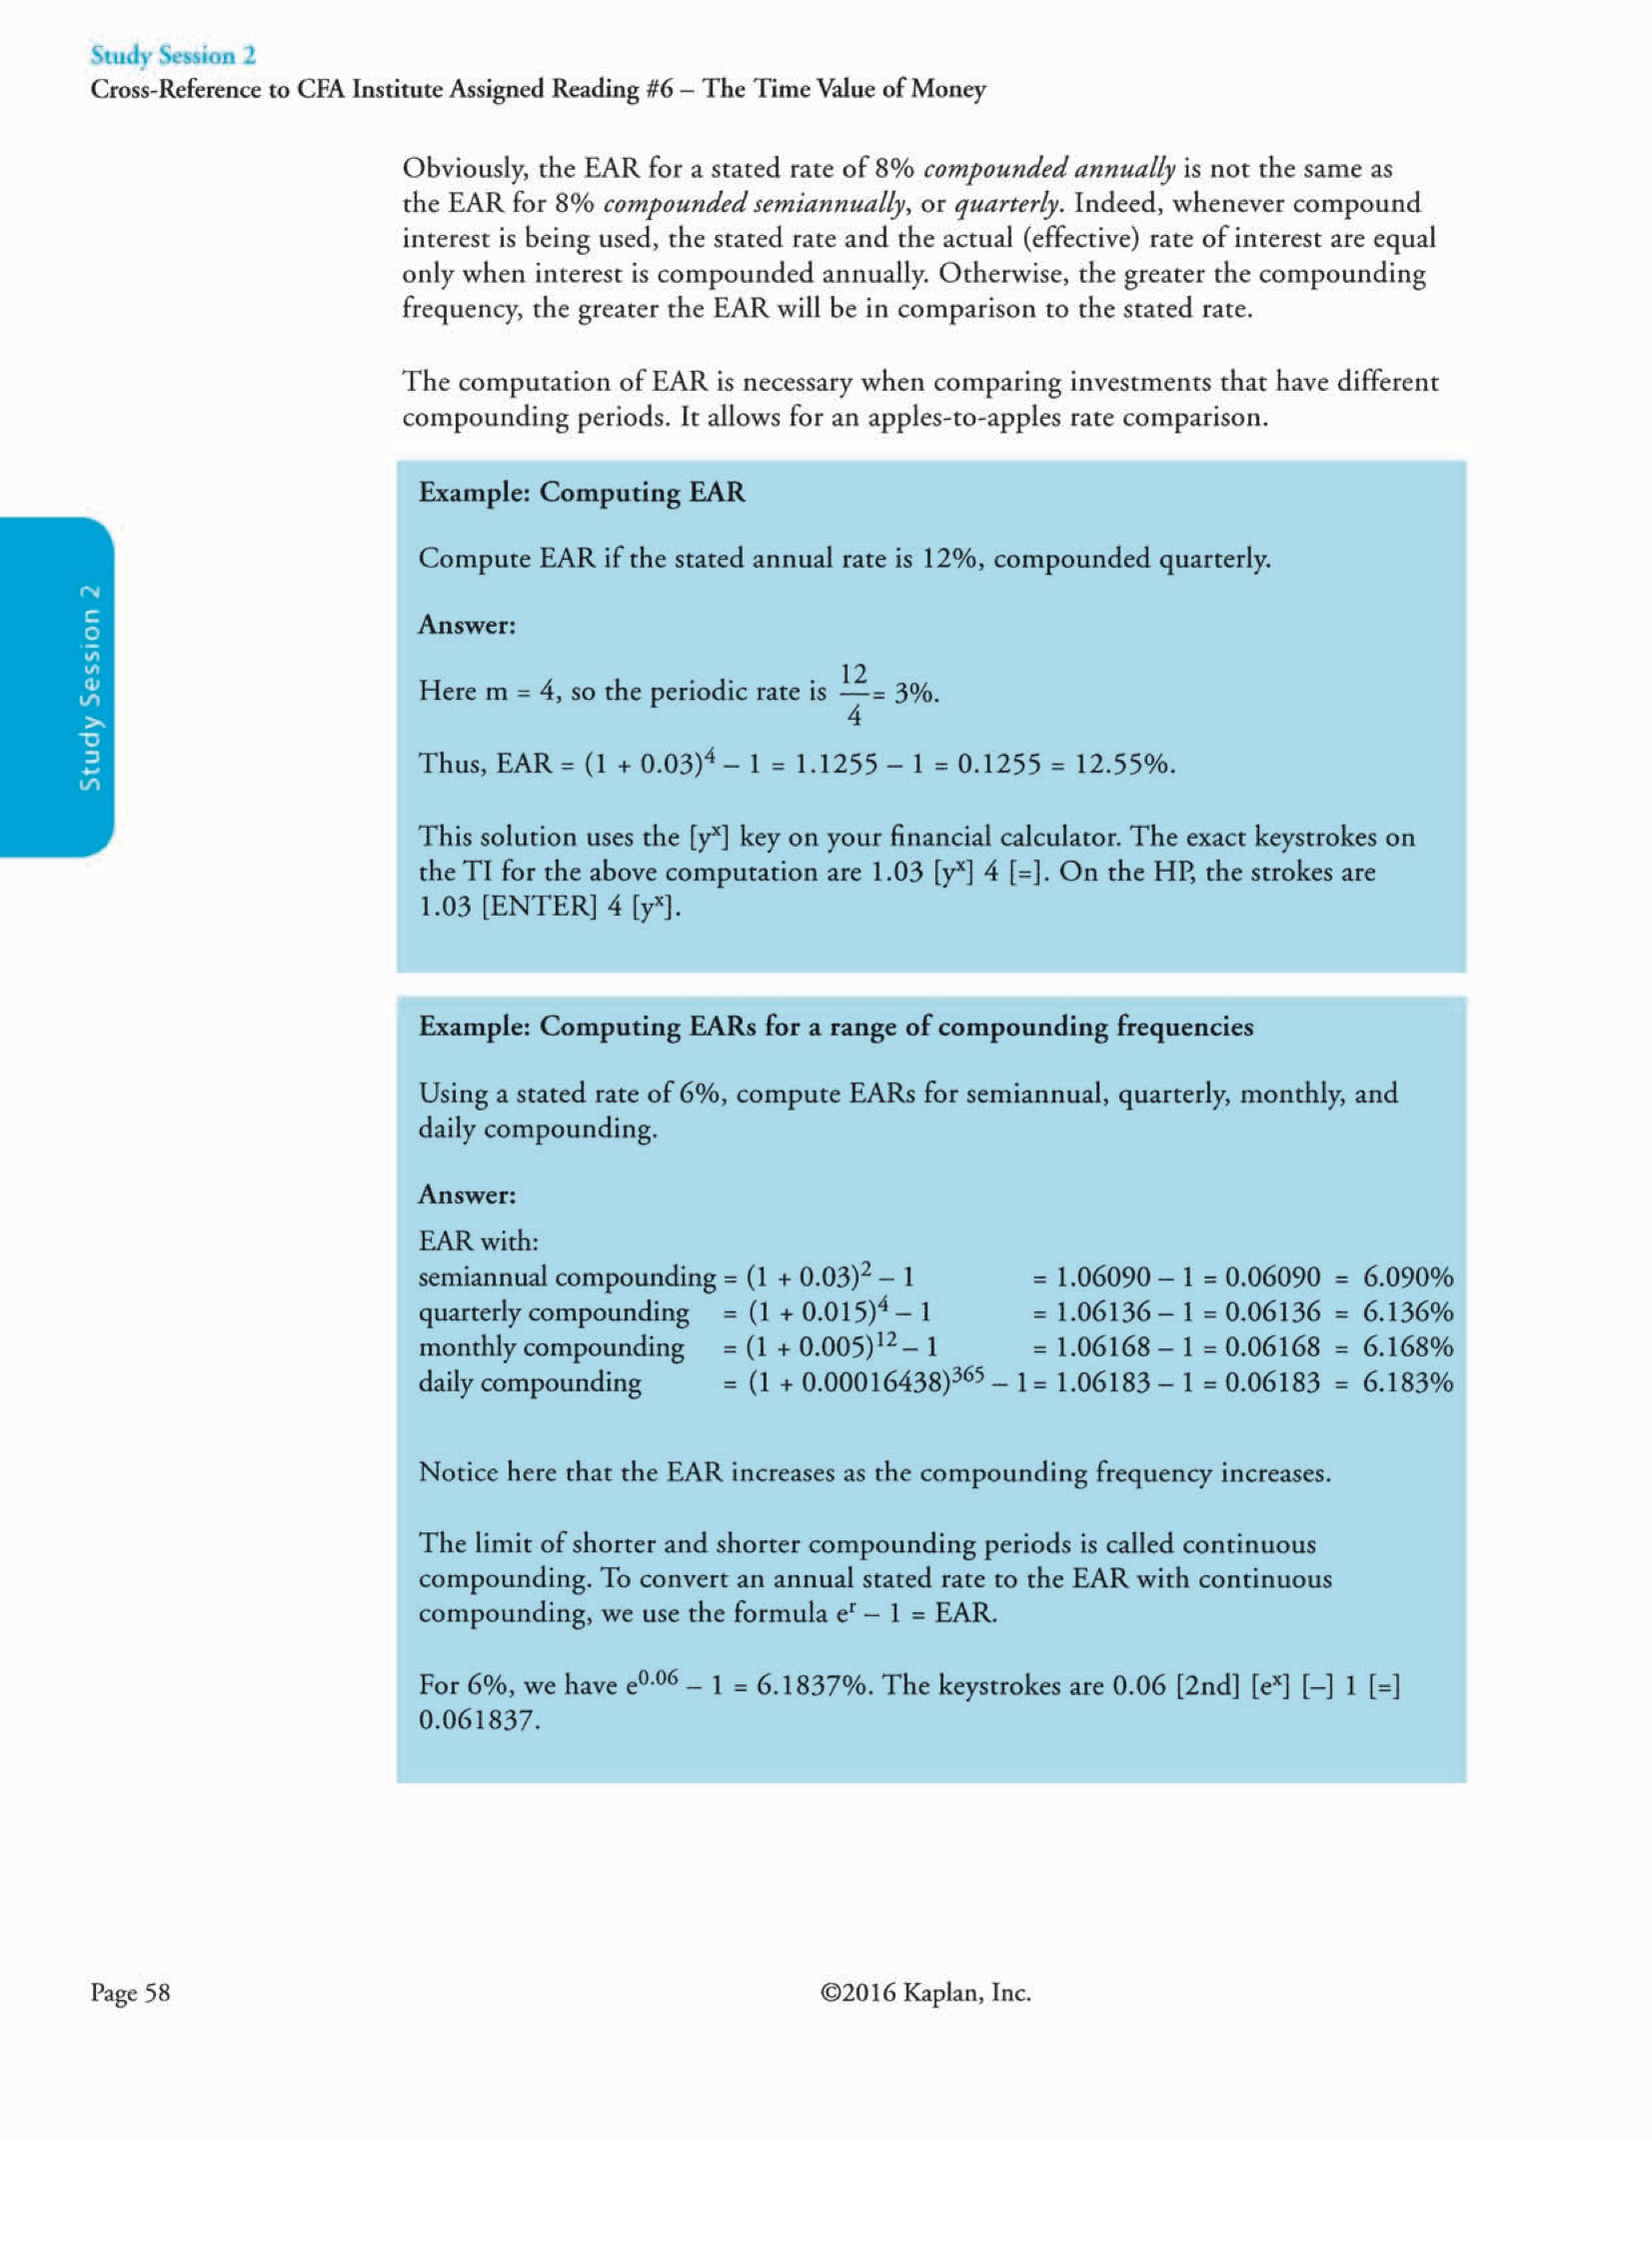 Study Session 2
Cross-Reference to CFA Institute Assigned Reading #6 – The Time Value of Money
Obviously, the EAR for a stated rate of 8% compounded annually is not the same as
the EAR for 8% compounded semiannually, or quarterly. Indeed, whenever compound
interest is being used, the stated rate and the actual (effective) rate of interest are equal
only when interest is compounded annually. Otherwise, the greater the compounding
frequency, the greater the EAR will be in comparison to the stated rate.
The computation of EAR is necessary when comparing investments that have different
compounding periods. It allows for an apples-to-apples rate comparison.
Example: Computing EAR
Compute EAR if the stated annual rate is 12%, compounded quarterly.
Answer:
Here m = 4, so the periodic rate is 12/4 = 3%.
Thus, EAR = (1 + 0.03)⁴ – 1 = 1.1255 – 1 = 0.1255 = 12.55%.
This solution uses the [yˣ] key on your financial calculator. The exact keystrokes on
the TI for the above computation are 1.03 [yˣ] 4 [=]. On the HP, the strokes are
1.03 [ENTER] 4 [yˣ].
Study Session 2
Example: Computing EARs for a range of compounding frequencies
Using a stated rate of 6%, compute EARs for semiannual, quarterly, monthly, and
daily compounding.
Answer:
EAR with:
semiannual compounding = (1 + 0.03)² – 1 = 1.06090 – 1 = 0.06090 = 6.090%
quarterly compounding = (1 + 0.015)⁴ – 1 = 1.06136 – 1 = 0.06136 = 6.136%
monthly compounding = (1 + 0.005)¹² – 1 = 1.06168 – 1 = 0.06168 = 6.168%
daily compounding = (1 + 0.00016438)³⁶⁵ – 1 = 1.06183 – 1 = 0.06183 = 6.183%
Notice here that the EAR increases as the compounding frequency increases.
The limit of shorter and shorter compounding periods is called continuous
compounding. To convert an annual stated rate to the EAR with continuous
compounding, we use the formula eʳ – 1 = EAR.
For 6%, we have e⁰·⁰⁶ – 1 = 6.1837%. The keystrokes are 0.06 [2nd] [eˣ] [–] 1 [=]
0.061837.
Page 58
©2016 Kaplan, Inc.